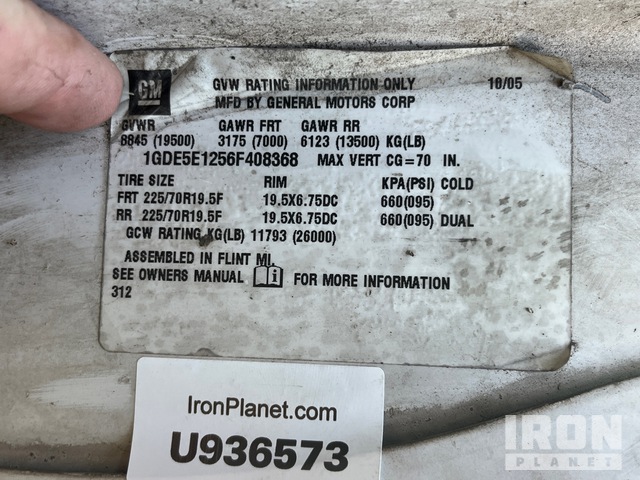 GM
GVW RATING INFORMATION ONLY 10/05
MFD BY GENERAL MOTORS CORP
GVWR GAWR FRT GAWR RR
8845 (19500) 3175 (7000) 6123 (13500) KG(LB)
1GDE5E1256F408368 MAX VERT CG=70 IN.
TIRE SIZE RIM KPA(PSI) COLD
FRT 225/70R19.5F 19.5X6.75DC 660(095)
RR 225/70R19.5F 19.5X6.75DC 660(095) DUAL
GCW RATING KG(LB) 11793 (26000)
ASSEMBLED IN FLINT MI.
SEE OWNERS MANUAL i FOR MORE INFORMATION
312
IronPlanet.com
U936573
IRON
PLANET